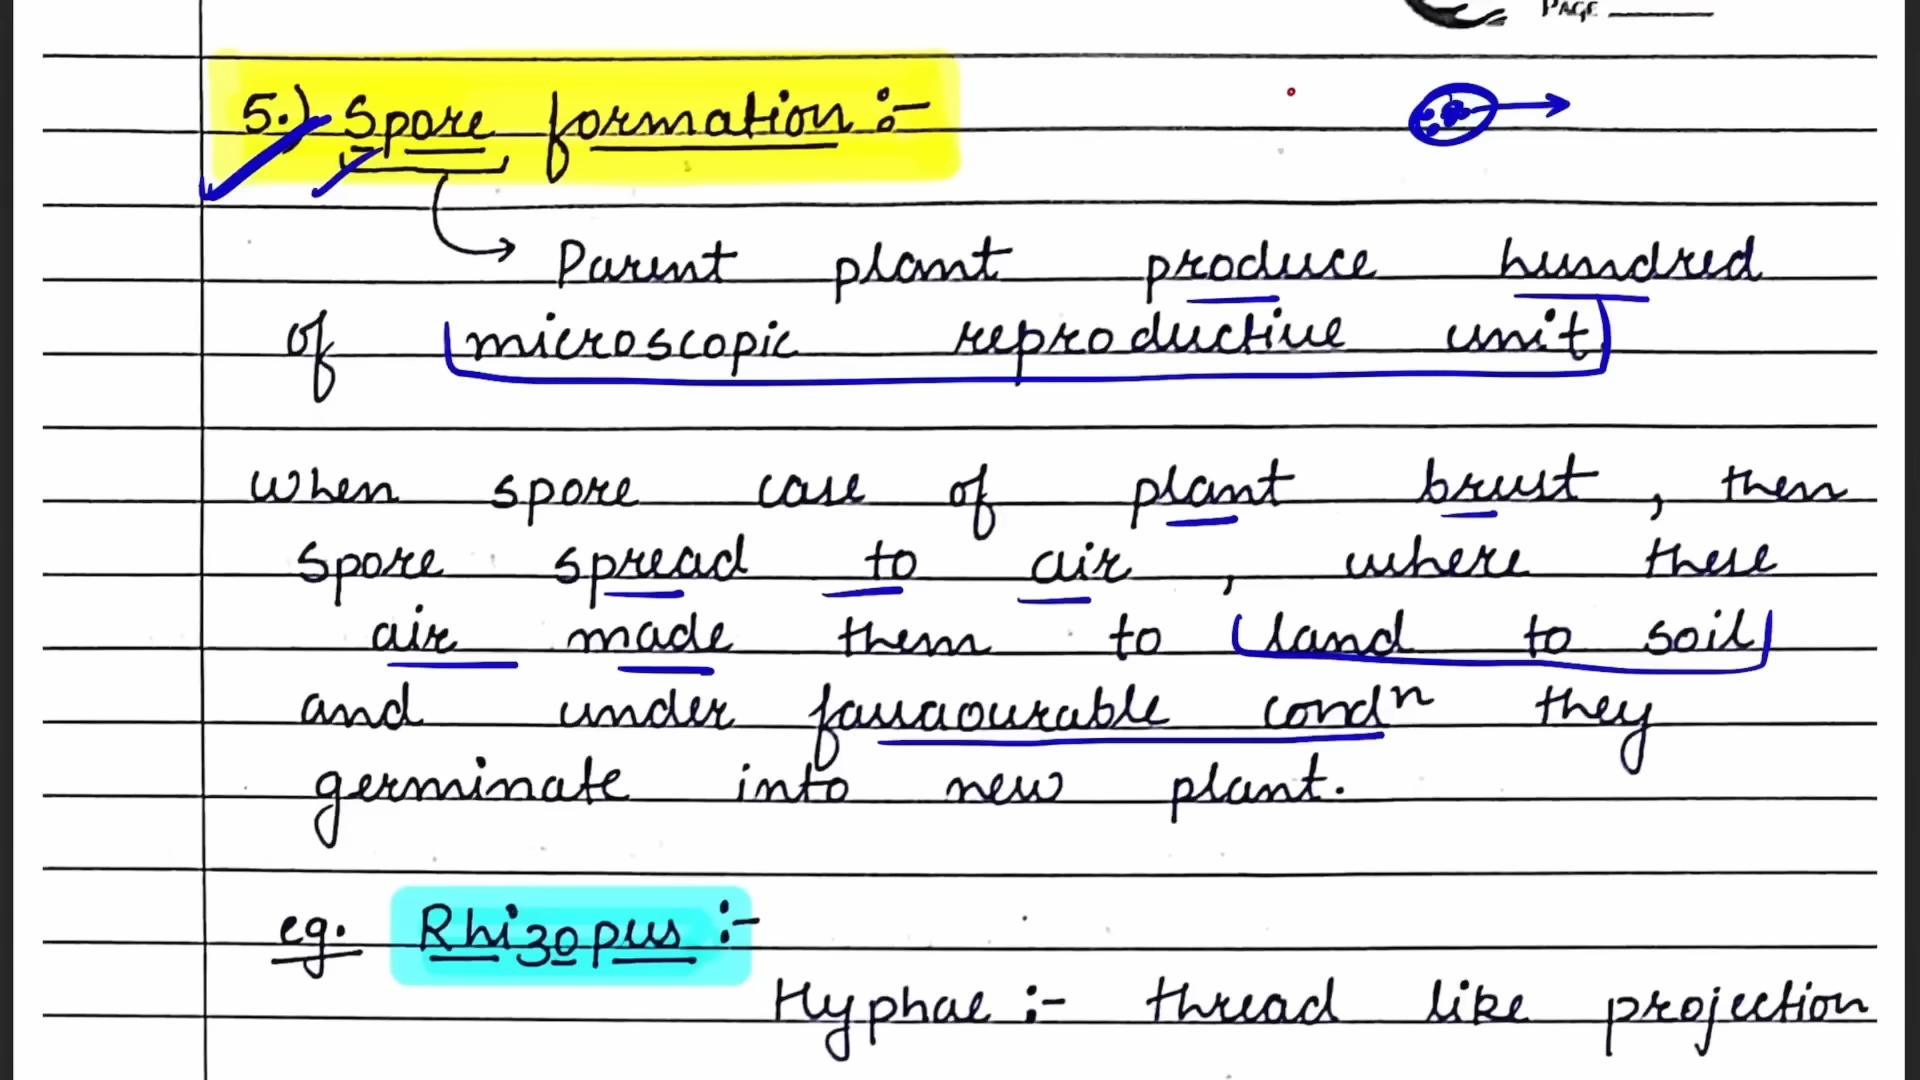 PAGE
5.) Spore formation :-
Parent plant produce hundred
of microscopic reproductive unit
when spore case of plant brust, then
spore spread to air, where these
air made them to land to soil
and under favaourable condⁿ they
germinate into new plant.
eg. Rhizopus :-
Hyphae :- thread like projection